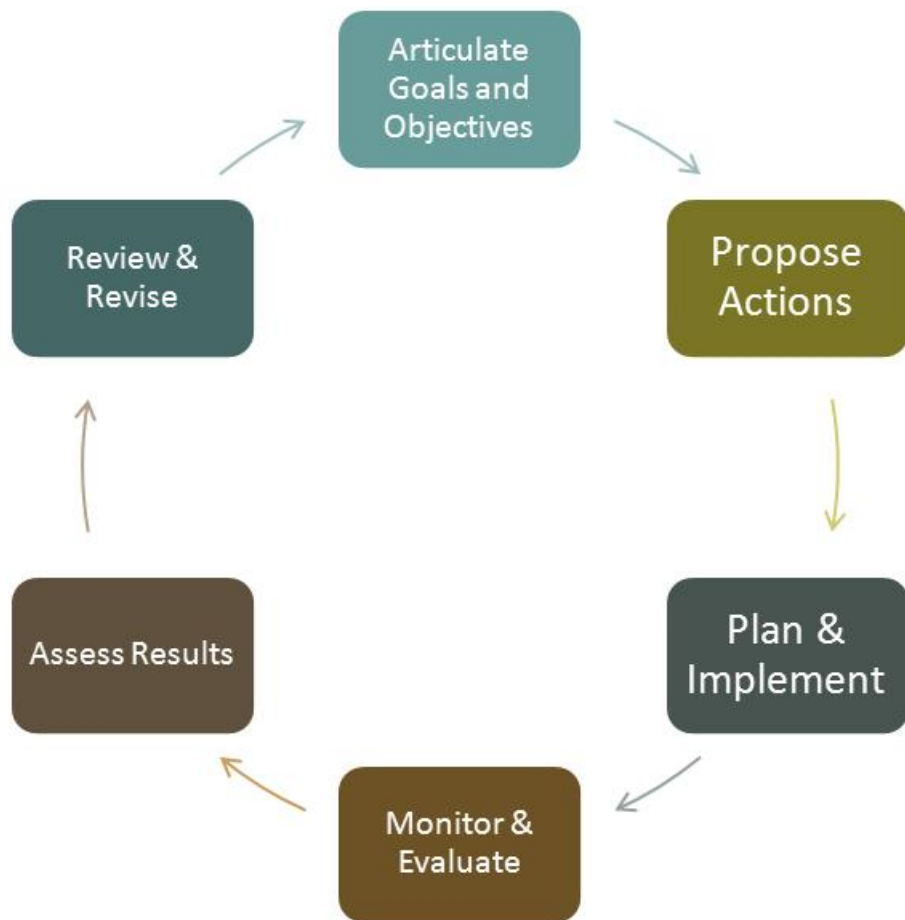 Articulate
Goals and
Objectives
Propose
Actions
Plan &
Implement
Monitor &
Evaluate
Assess Results
Review &
Revise